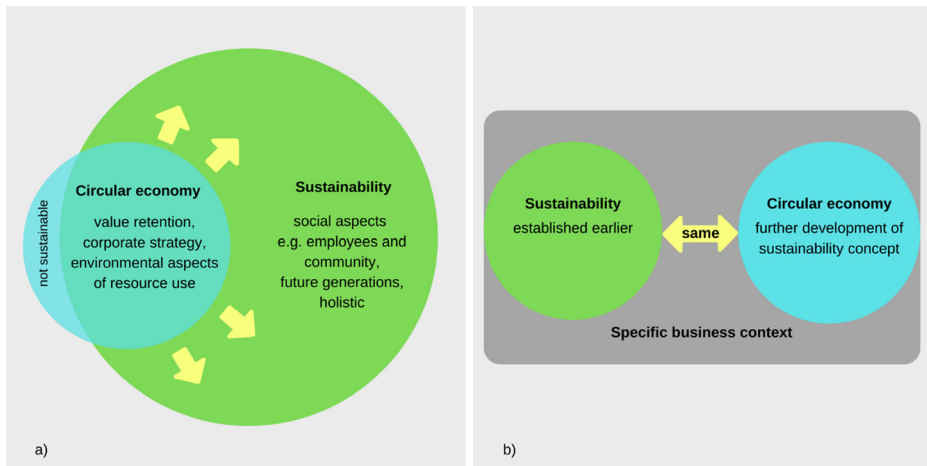 Circular economy
value retention,
corporate strategy,
environmental aspects
of resource use
not sustainable
Sustainability
social aspects
e.g. employees and
community,
future generations,
holistic
a)
Sustainability
established earlier
same
Circular economy
further development of
sustainability concept
Specific business context
b)